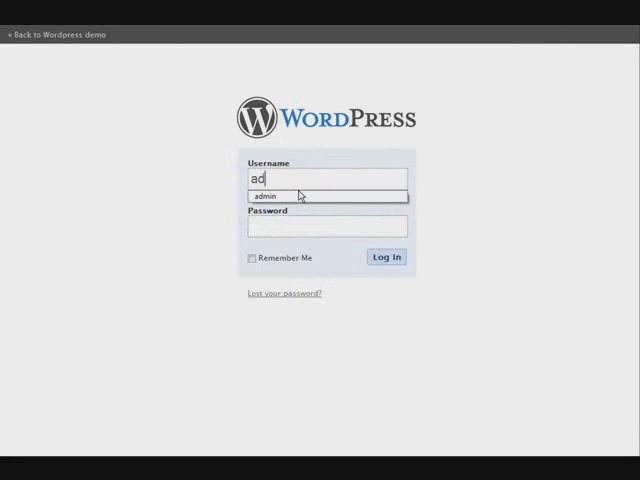 « Back to Wordpress demo
WORDPRESS
Username
ad
admin
Password
Remember Me
Log In
Lost your password?